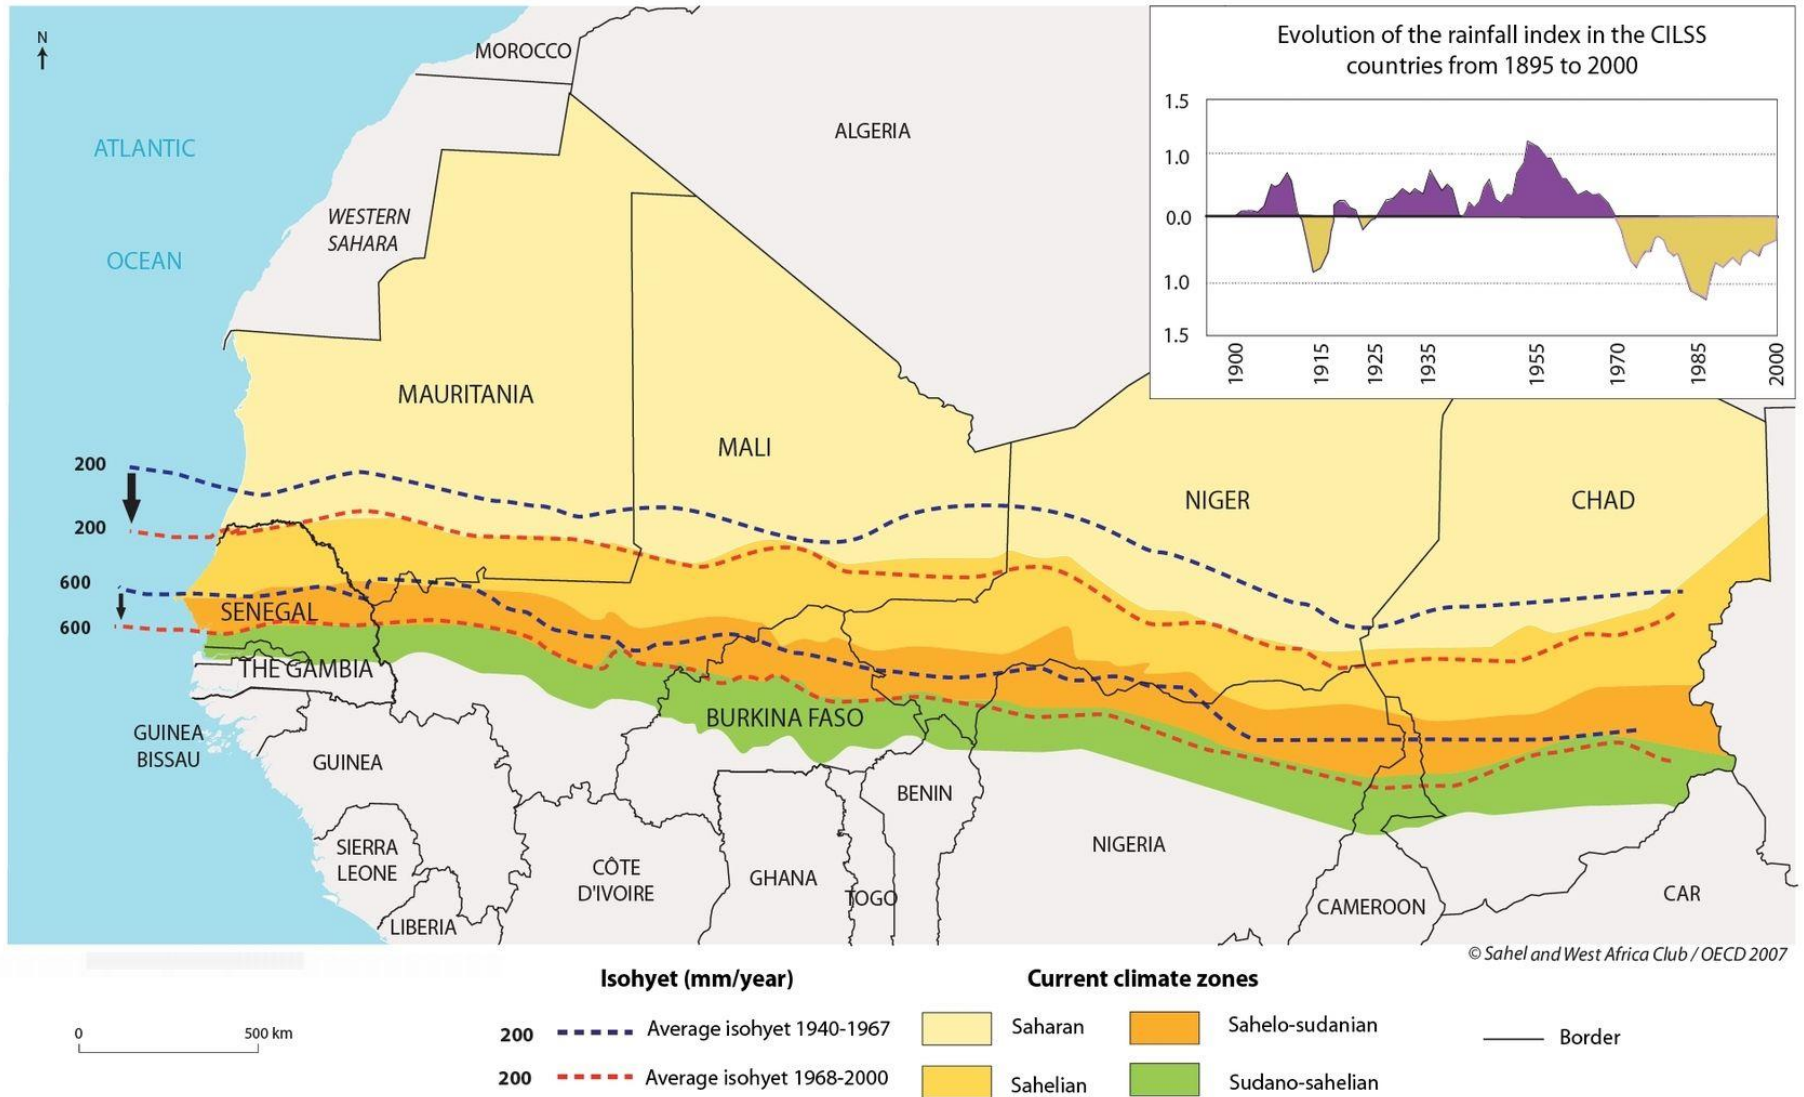 N
MOROCCO
ATLANTIC
OCEAN
ALGERIA
WESTERN
SAHARA
MAURITANIA
MALI
NIGER
CHAD
200
200
600
600
SENEGAL
THE GAMBIA
GUINEA
BISSAU
GUINEA
BURKINA FASO
SIERRA
LEONE
LIBERIA
CÔTE
D'IVOIRE
GHANA
TOGO
BENIN
NIGERIA
CAMEROON
CAR
Evolution of the rainfall index in the CILSS
countries from 1895 to 2000
1.5
1.0
0.0
1.0
1.5
1900
1915
1925
1935
1955
1970
1985
2000
© Sahel and West Africa Club / OECD 2007
0
500 km
Isohyet (mm/year)
200 Average isohyet 1940-1967
200 Average isohyet 1968-2000
Current climate zones
Saharan
Sahelian
Sahelo-sudanian
Sudano-sahelian
Border